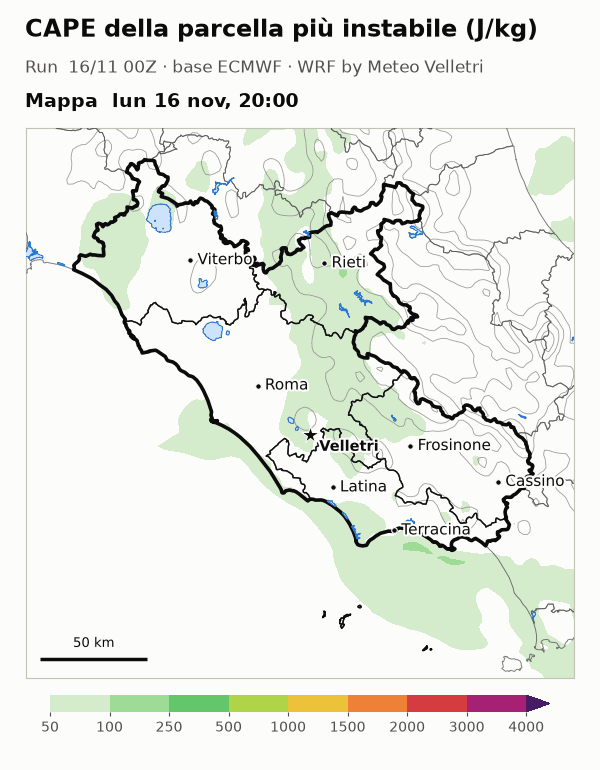 CAPE della parcella più instabile (J/kg)
Run  16/11 00Z · base ECMWF · WRF by Meteo Velletri
Mappa  lun 16 nov, 20:00
Viterbo
Rieti
Roma
Velletri
Frosinone
Cassino
Latina
Terracina
50 km
50 100 250 500 1000 1500 2000 3000 4000